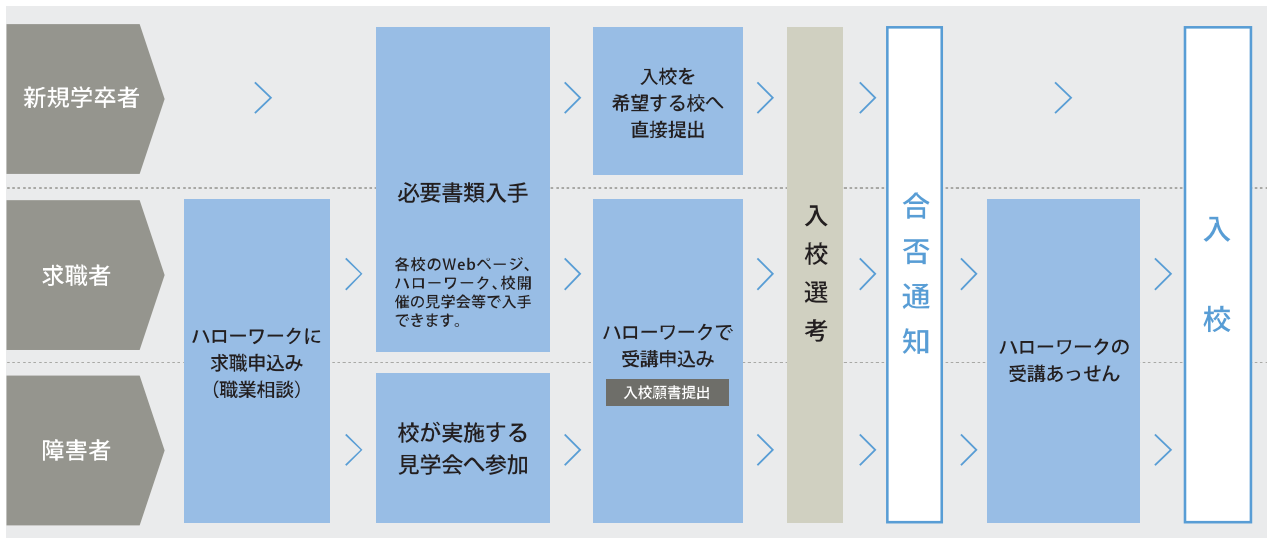 新規学卒者
求職者
障害者
ハローワークに
求職申込み
（職業相談）
必要書類入手
各校のWebページ、
ハローワーク、校開
催の見学会等で入手
できます。
校が実施する
見学会へ参加
入校を
希望する校へ
直接提出
ハローワークで
受講申込み
入校願書提出
入校選考
合否通知
ハローワークの
受講あっせん
入校